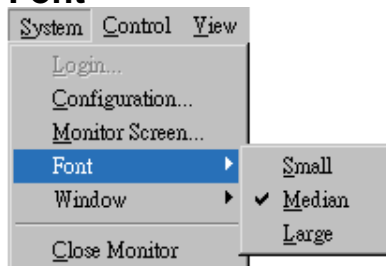 Font
System Control View
Login...
Configuration...
Monitor Screen...
Font
Window
Close Monitor
Small
Median
Large